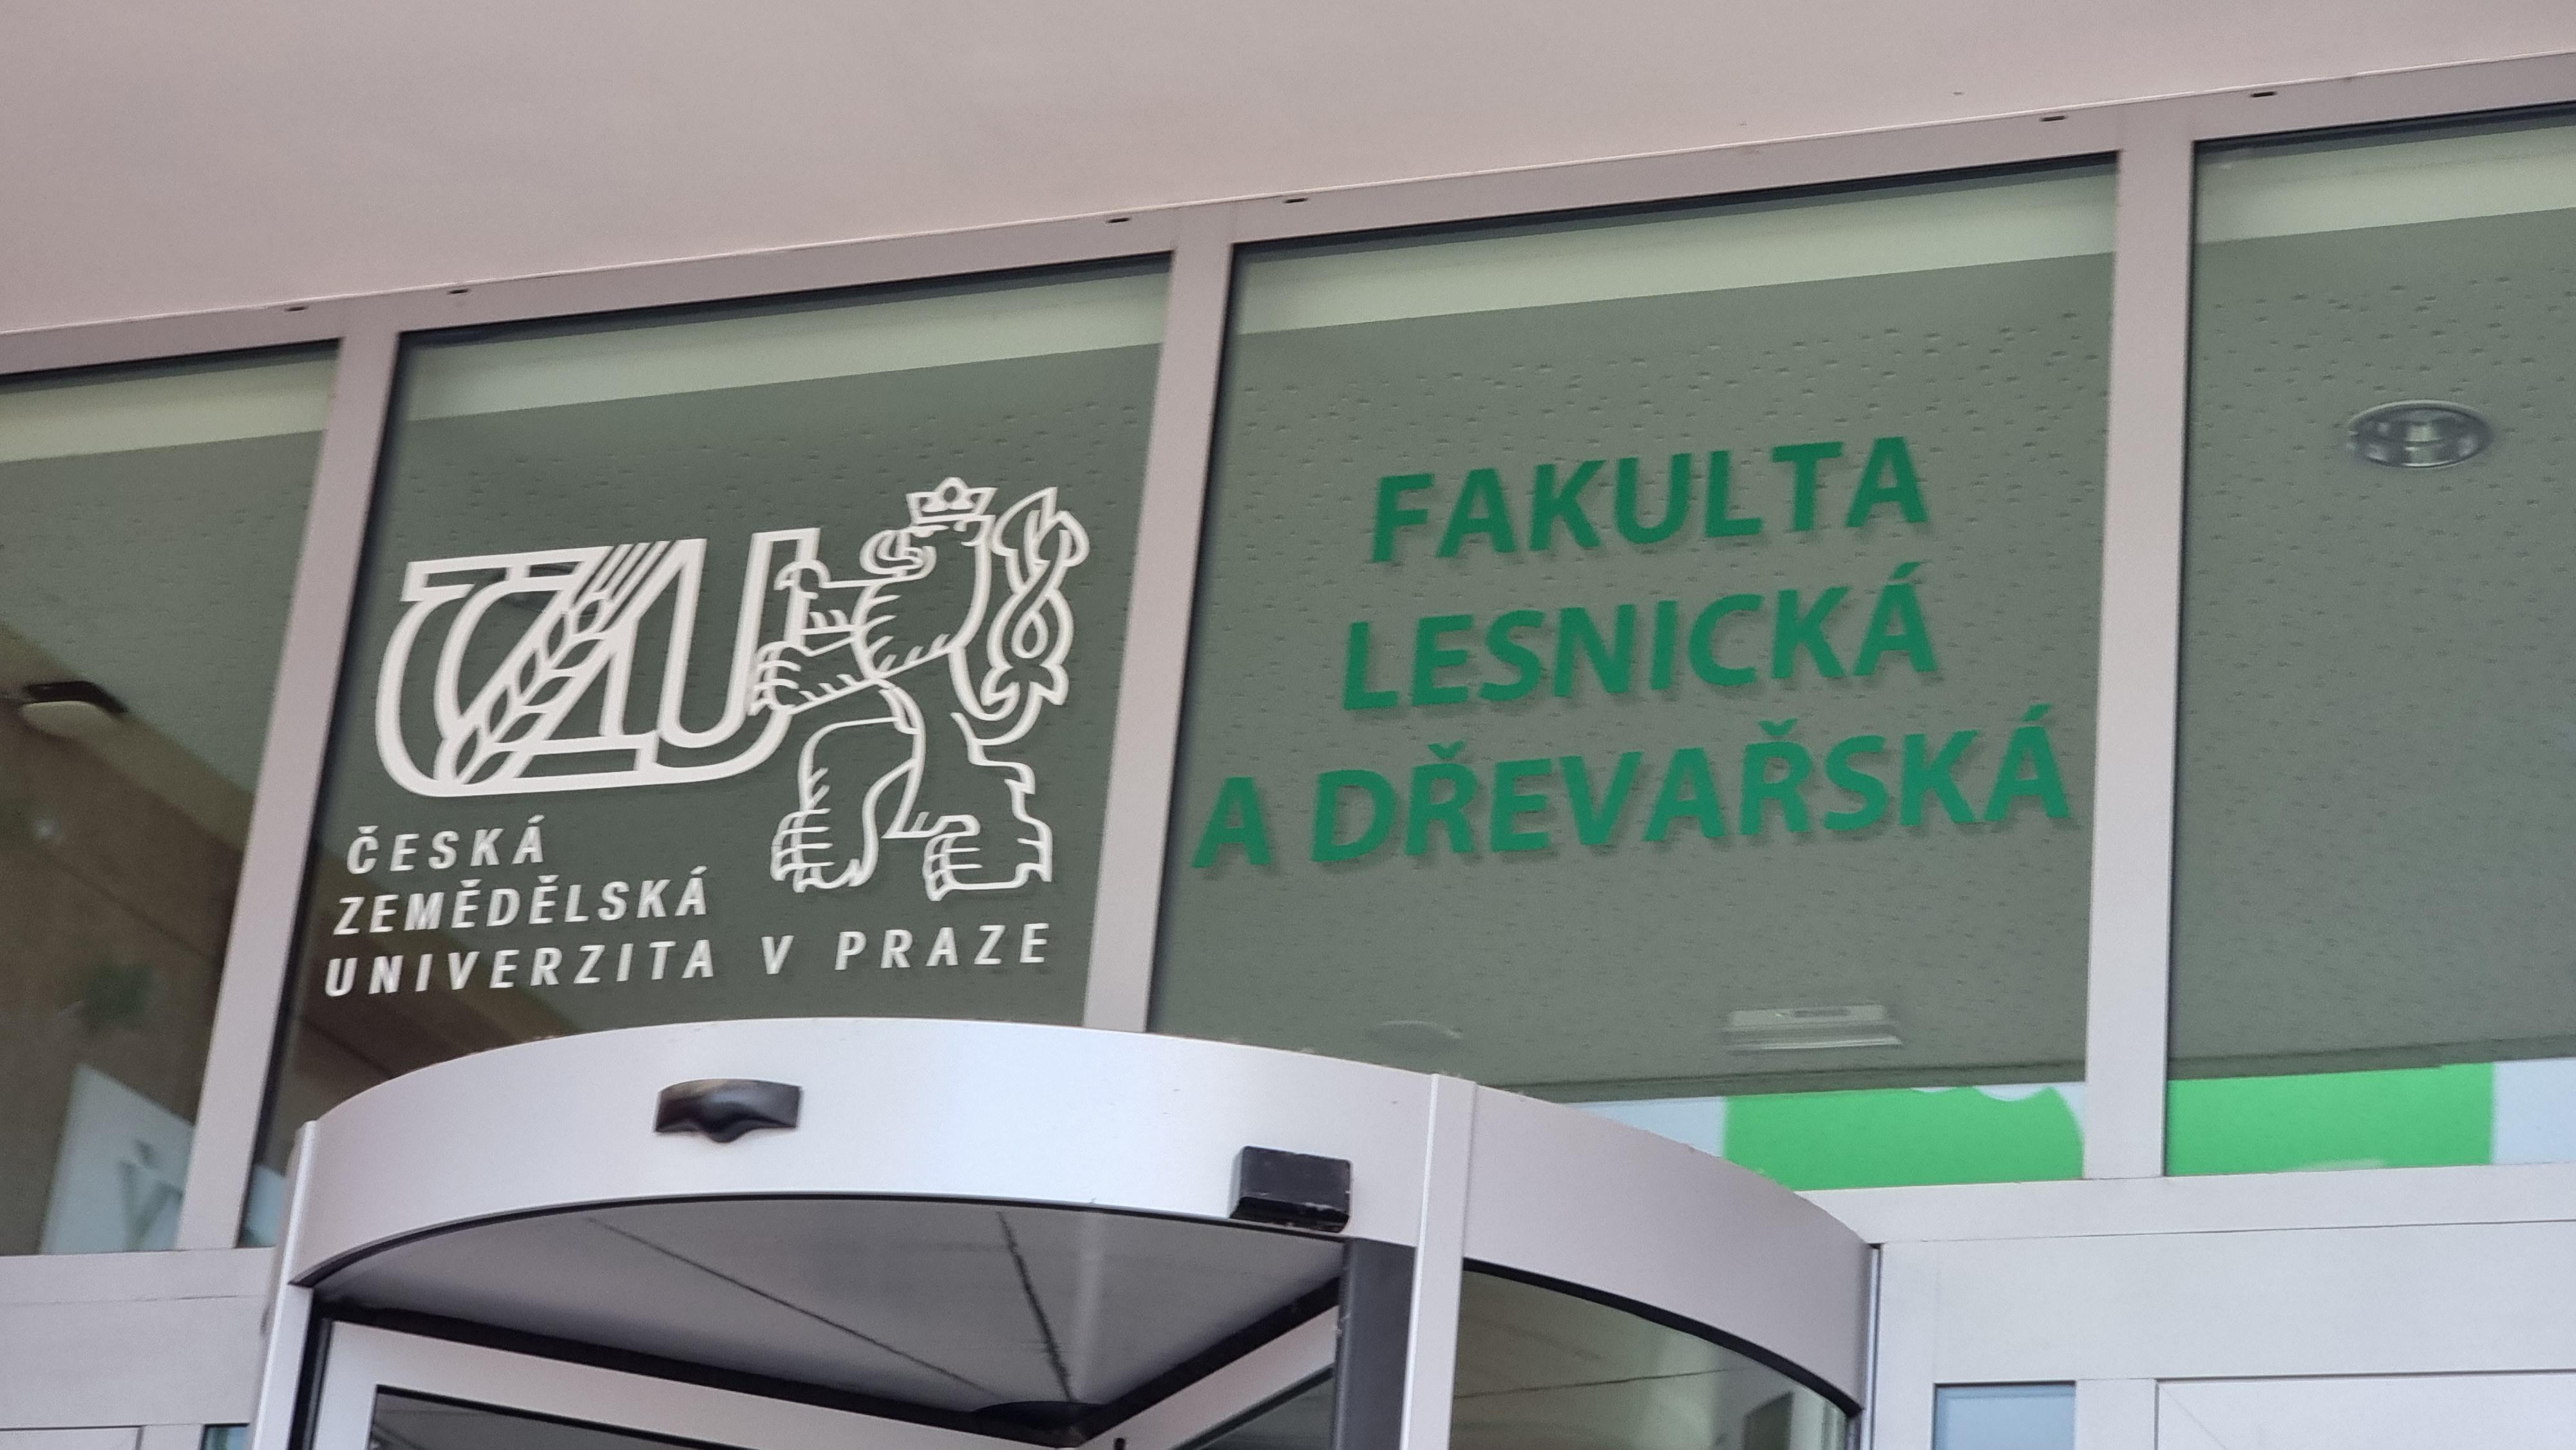 ČZU
ČESKÁ
ZEMĚDĚLSKÁ
UNIVERZITA V PRAZE
FAKULTA
LESNICKÁ
A DŘEVAŘSKÁ